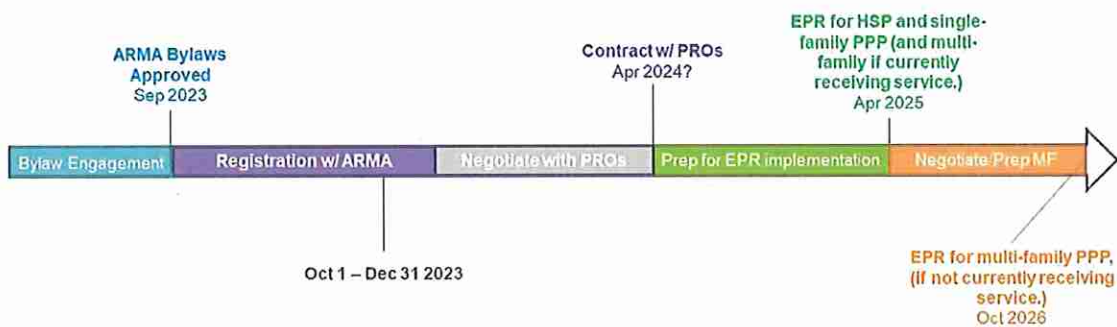 ARMA Bylaws
Approved
Sep 2023
Contract w/ PROs
Apr 2024?
EPR for HSP and single-
family PPP (and multi-
family if currently
receiving service.)
Apr 2025
Bylaw Engagement
Registration w/ ARMA
Negotiate with PROs
Prep for EPR implementation
Negotiate/Prep MF
Oct 1 – Dec 31 2023
EPR for multi-family PPP,
(if not currently receiving
service.)
Oct 2026